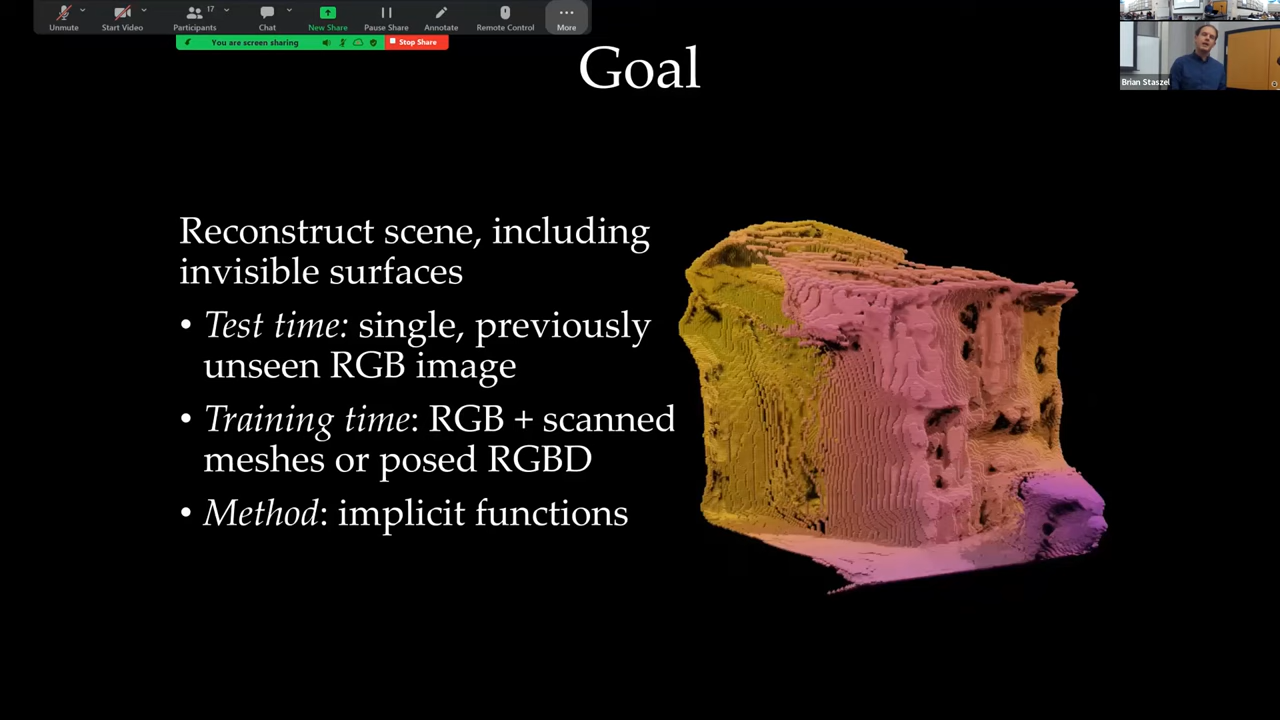 Unmute
Start Video
Participants
17
Chat
New Share
Pause Share
Annotate
Remote Control
More
You are screen sharing
Stop Share
Brian Staszel
Goal
Reconstruct scene, including
invisible surfaces
• Test time: single, previously
unseen RGB image
• Training time: RGB + scanned
meshes or posed RGBD
• Method: implicit functions